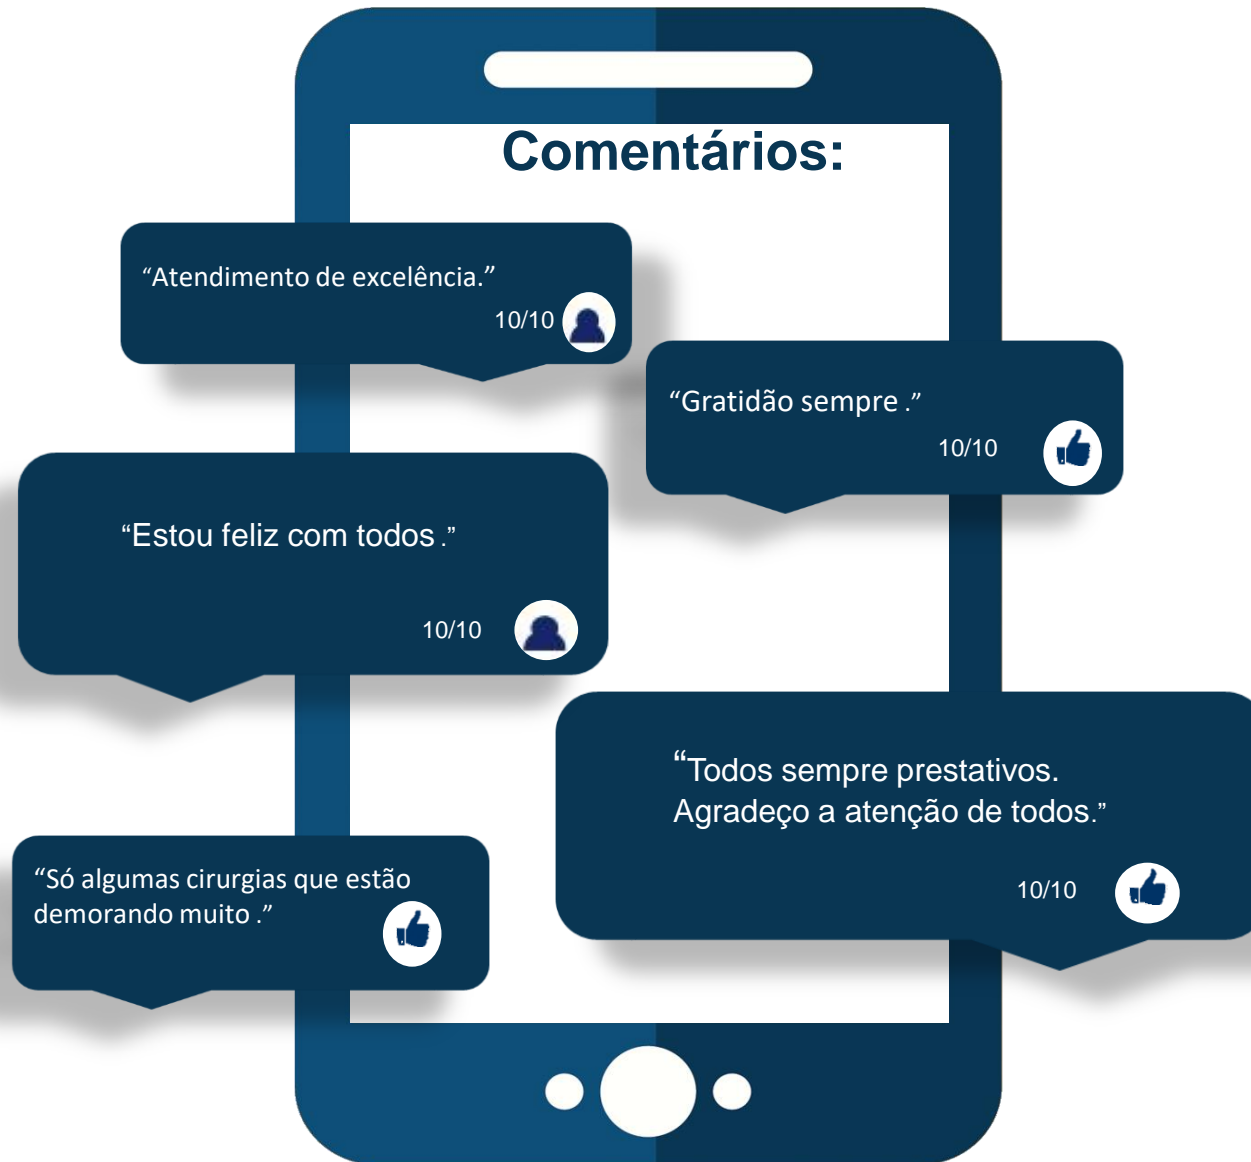 Comentários:
“Atendimento de excelência.”
10/10
“Gratidão sempre .”
10/10
“Estou feliz com todos .”
10/10
“Todos sempre prestativos.
Agradeço a atenção de todos.”
10/10
“Só algumas cirurgias que estão
demorando muito .”